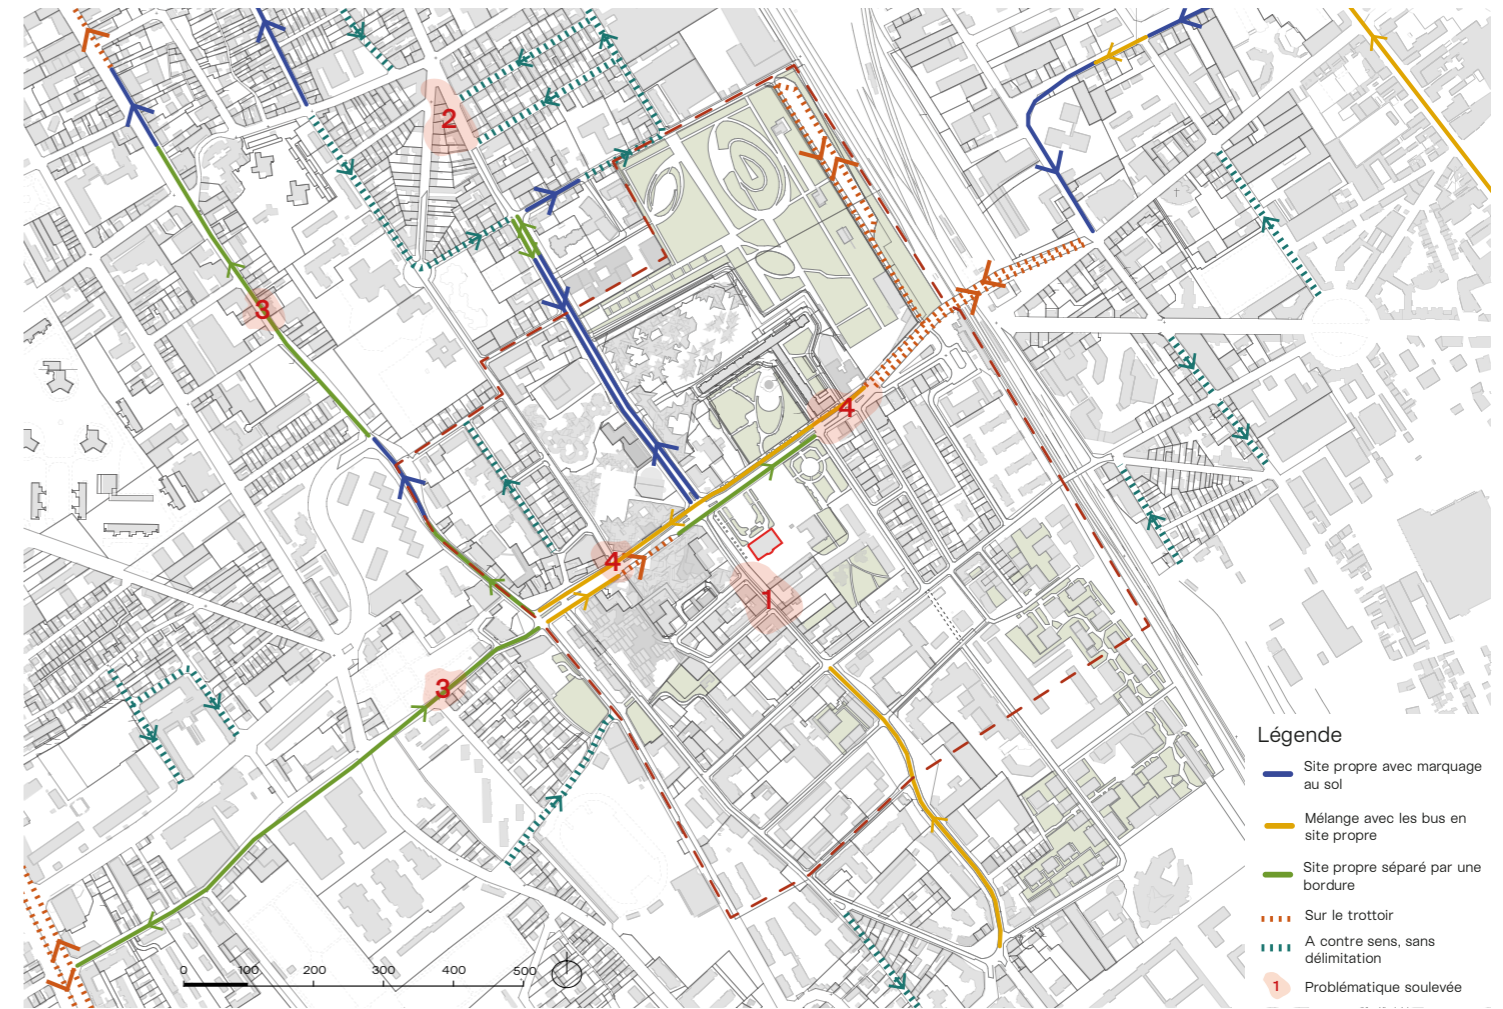 2
3
4
4
1
3
0 100 200 300 400 500
Légende
Site propre avec marquage
au sol
Mélange avec les bus en
site propre
Site propre séparé par une
bordure
Sur le trottoir
A contre sens, sans
délimitation
1 Problématique soulevée